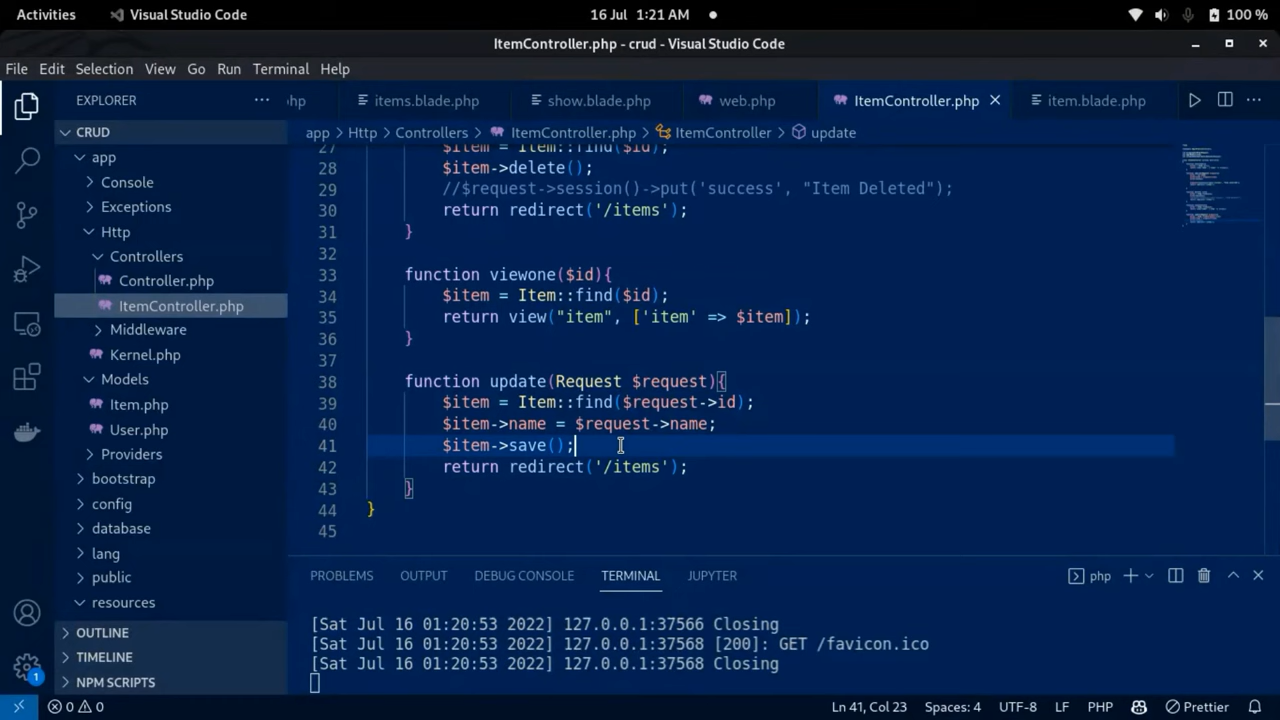 Activities
Visual Studio Code
16 Jul 1:21 AM
100 %
ItemController.php - crud - Visual Studio Code
File Edit Selection View Go Run Terminal Help
EXPLORER
hp
items.blade.php
show.blade.php
web.php
ItemController.php
item.blade.php
CRUD
app
Console
Exceptions
Http
Controllers
Controller.php
ItemController.php
Middleware
Kernel.php
Models
Item.php
User.php
Providers
bootstrap
config
database
lang
public
resources
OUTLINE
TIMELINE
NPM SCRIPTS
1
app > Http > Controllers > ItemController.php > ItemController > update
27 $item = Item::find($id);
28 $item->delete();
29 //$request->session()->put('success', "Item Deleted");
30 return redirect('/items');
31 }
32
33 function viewone($id){
34 $item = Item::find($id);
35 return view("item", ['item' => $item]);
36 }
37
38 function update(Request $request){
39 $item = Item::find($request->id);
40 $item->name = $request->name;
41 $item->save();
42 return redirect('/items');
43 }
44 }
45
PROBLEMS OUTPUT DEBUG CONSOLE TERMINAL JUPYTER
php
[Sat Jul 16 01:20:53 2022] 127.0.0.1:37566 Closing
[Sat Jul 16 01:20:53 2022] 127.0.0.1:37568 [200]: GET /favicon.ico
[Sat Jul 16 01:20:53 2022] 127.0.0.1:37568 Closing
0 0
Ln 41, Col 23 Spaces: 4 UTF-8 LF PHP Prettier